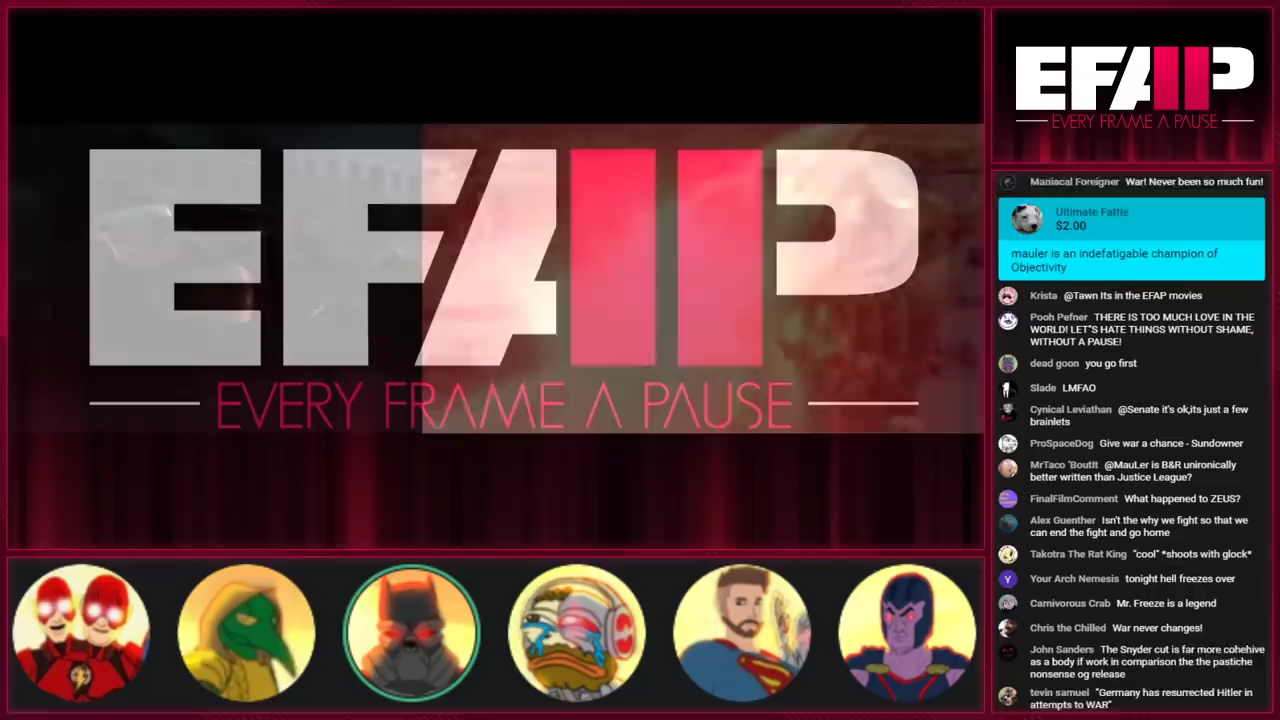 EFAP
EVERY FRAME A PAUSE
EFAP
EVERY FRAME A PAUSE
Maniacal Foreigner War! Never been so much fun!
Ultimate Fattie
$2.00
mauler is an indefatigable champion of
Objectivity
Krista @Tawn Its in the EFAP movies
Pooh Pefner THERE IS TOO MUCH LOVE IN THE
WORLD! LET"S HATE THINGS WITHOUT SHAME,
WITHOUT A PAUSE!
dead goon you go first
Slade LMFAO
Cynical Leviathan @Senate it's ok,its just a few
brainlets
ProSpaceDog Give war a chance - Sundowner
MrTaco 'BoutIt @MauLer is B&R unironically
better written than Justice League?
FinalFilmComment What happened to ZEUS?
Alex Guenther Isn't the why we fight so that we
can end the fight and go home
Takotra The Rat King "cool" *shoots with glock*
Y Your Arch Nemesis tonight hell freezes over
Carnivorous Crab Mr. Freeze is a legend
Chris the Chilled War never changes!
John Sanders The Snyder cut is far more cohehive
as a body if work in comparison the the pastiche
nonsense og release
tevin samuel "Germany has resurrected Hitler in
attempts to WAR"